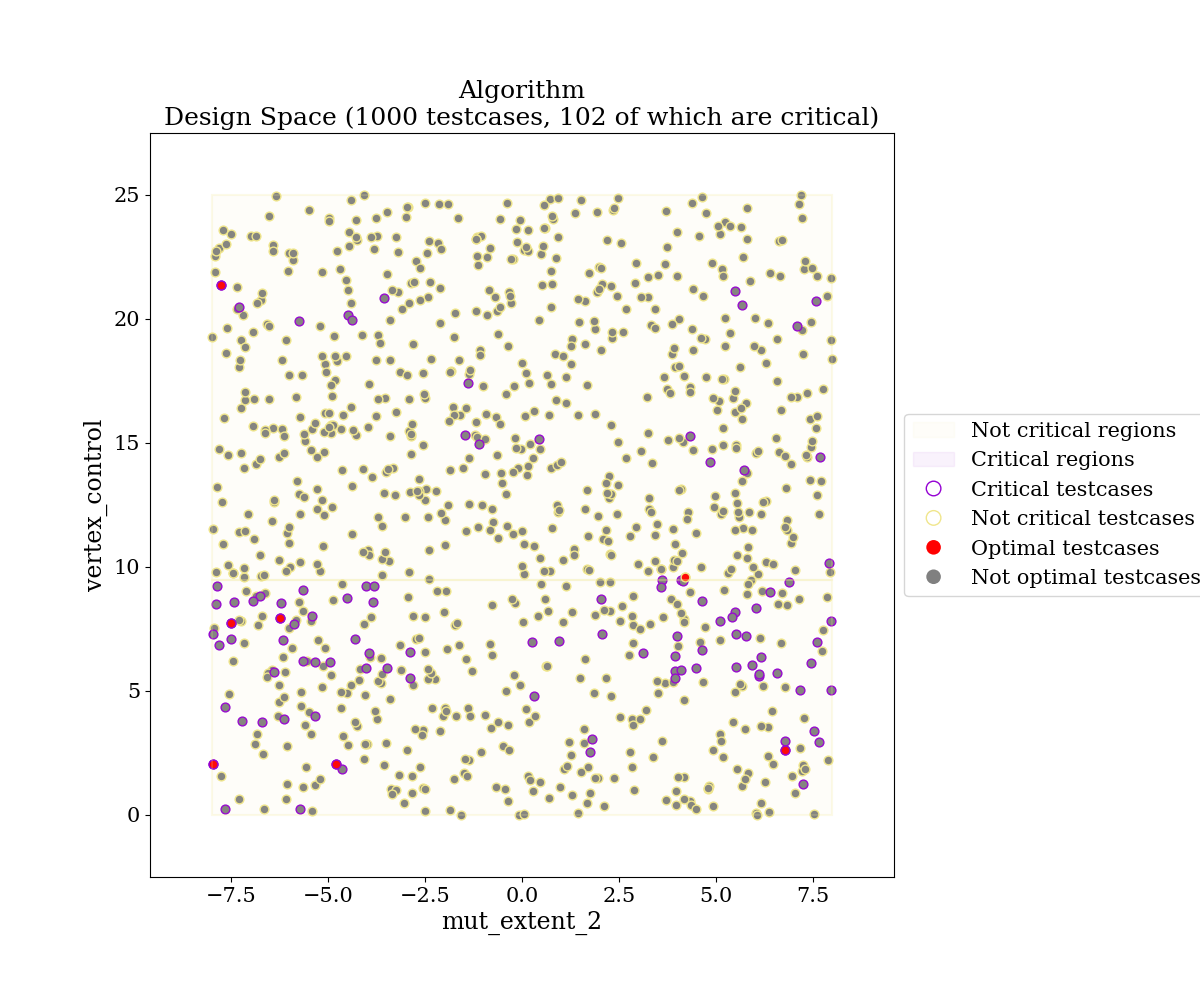 Algorithm
Design Space (1000 testcases, 102 of which are critical)
25
20
15
10
5
0
vertex_control
−7.5
−5.0
−2.5
0.0
2.5
5.0
7.5
mut_extent_2
Not critical regions
Critical regions
Critical testcases
Not critical testcases
Optimal testcases
Not optimal testcases